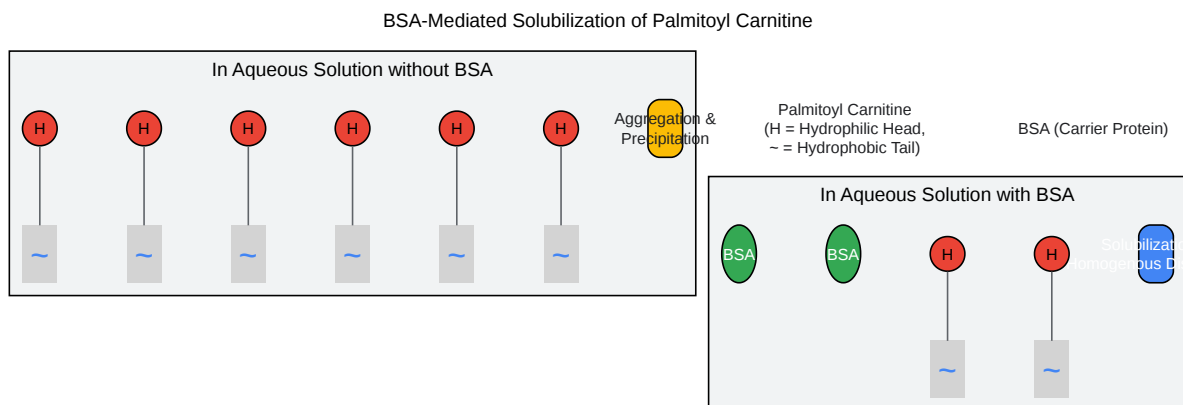 BSA-Mediated Solubilization of Palmitoyl Carnitine
In Aqueous Solution without BSA
H H H H H H
Aggregation &
Precipitation
~ ~ ~ ~ ~ ~
Palmitoyl Carnitine
(H = Hydrophilic Head,
~ = Hydrophobic Tail)
BSA (Carrier Protein)
In Aqueous Solution with BSA
BSA BSA H H
~ ~